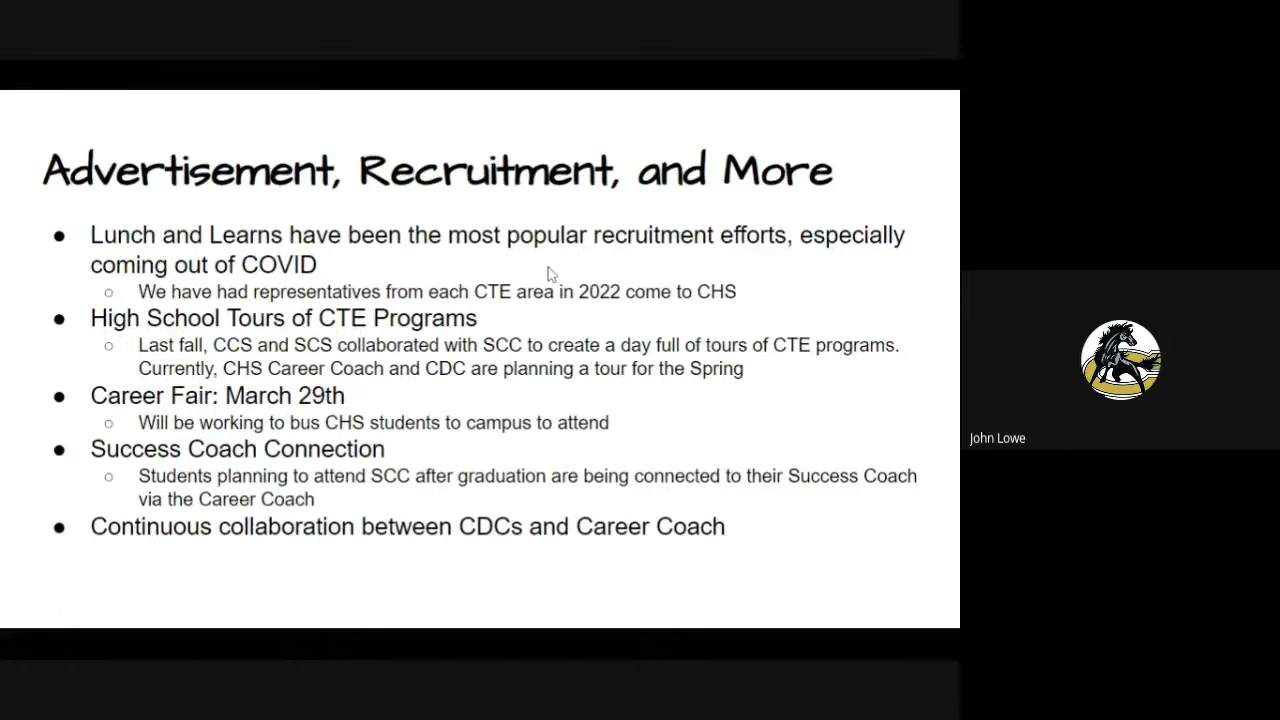 Advertisement, Recruitment, and More
● Lunch and Learns have been the most popular recruitment efforts, especially
coming out of COVID
○ We have had representatives from each CTE area in 2022 come to CHS
● High School Tours of CTE Programs
○ Last fall, CCS and SCS collaborated with SCC to create a day full of tours of CTE programs.
Currently, CHS Career Coach and CDC are planning a tour for the Spring
● Career Fair: March 29th
○ Will be working to bus CHS students to campus to attend
● Success Coach Connection
○ Students planning to attend SCC after graduation are being connected to their Success Coach
via the Career Coach
● Continuous collaboration between CDCs and Career Coach
John Lowe